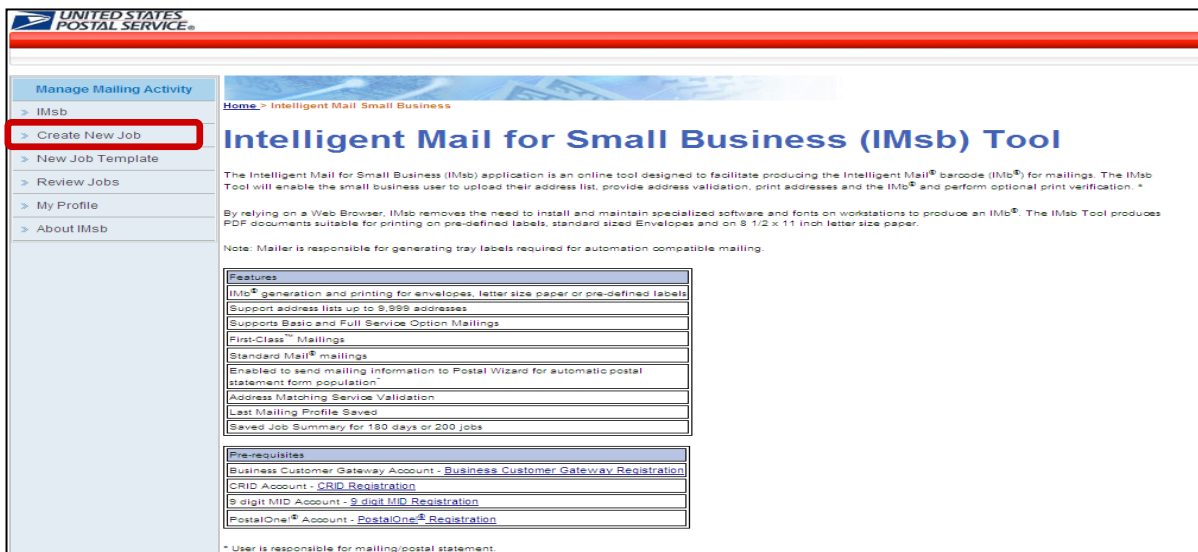 UNITED STATES
POSTAL SERVICE®
Manage Mailing Activity
» IMsb
» Create New Job
» New Job Template
» Review Jobs
» My Profile
» About IMsb
Home > Intelligent Mail Small Business
Intelligent Mail for Small Business (IMsb) Tool
The Intelligent Mail for Small Business (IMsb) application is an online tool designed to facilitate producing the Intelligent Mail® barcode (IMb®) for mailings. The IMsb
Tool will enable the small business user to upload their address list, provide address validation, print addresses and the IMb® and perform optional print verification. *
By relying on a Web Browser, IMsb removes the need to install and maintain specialized software and fonts on workstations to produce an IMb®. The IMsb Tool produces
PDF documents suitable for printing on pre-defined labels, standard sized Envelopes and on 8 1/2 x 11 inch letter size paper.
Note: Mailer is responsible for generating tray labels required for automation compatible mailing.
Features
IMb® generation and printing for envelopes, letter size paper or pre-defined labels
Support address lists up to 9,999 addresses
Supports Basic and Full Service Option Mailings
First-Class™ Mailings
Standard Mail® mailings
Enabled to send mailing information to Postal Wizard for automatic postal
statement form population*
Address Matching Service Validation
Last Mailing Profile Saved
Saved Job Summary for 180 days or 200 jobs
Pre-requisites
Business Customer Gateway Account - Business Customer Gateway Registration
CRID Account - CRID Registration
9 digit MID Account - 9 digit MID Registration
PostalOne!® Account - PostalOne!® Registration
* User is responsible for mailing/postal statement.